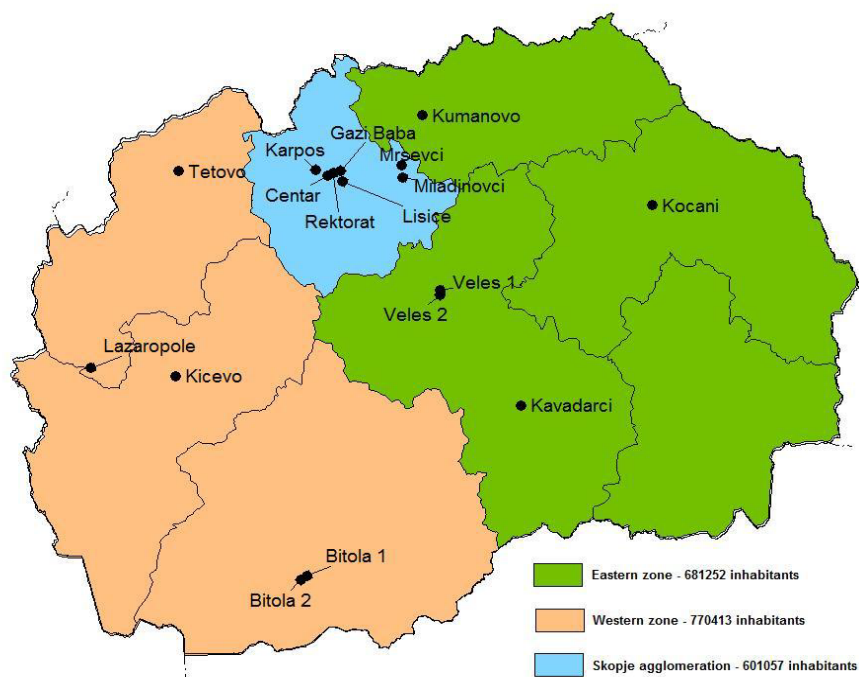 Kumanovo
Gazi Baba
Karpos
Mrsevci
Tetovo
Miladinovci
Centar
Lisice
Rektorat
Kocani
Veles 1
Veles 2
Lazaropole
Kicevo
Kavadarci
Bitola 1
Bitola 2
Eastern zone - 681252 inhabitants
Western zone - 770413 inhabitants
Skopje agglomeration - 601057 inhabitants